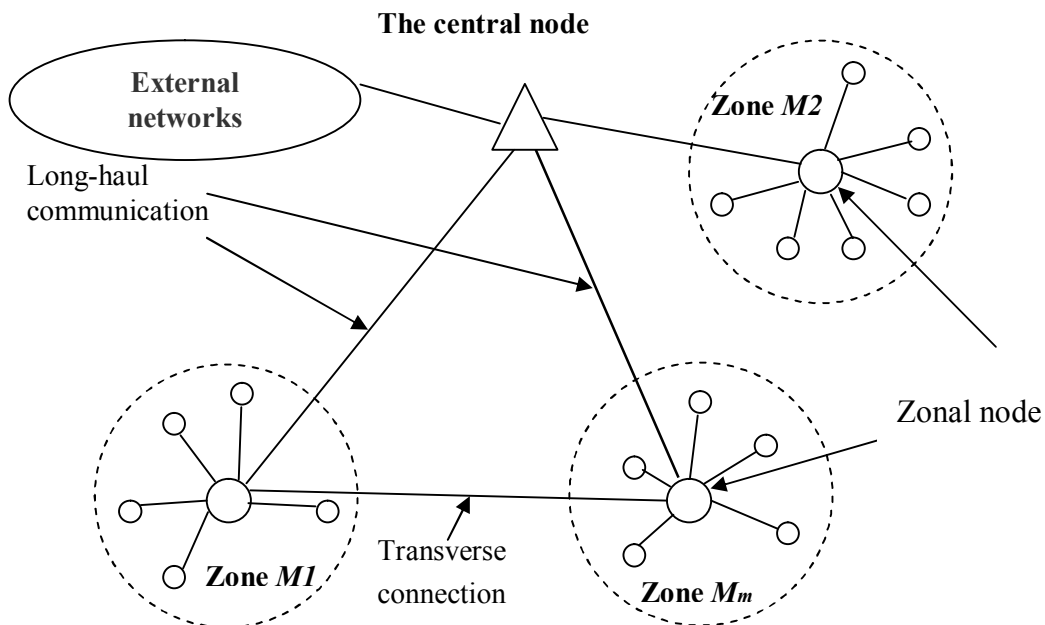 The central node
External
networks
Zone M2
Long-haul
communication
Zonal node
Transverse
connection
Zone M1
Zone Mm